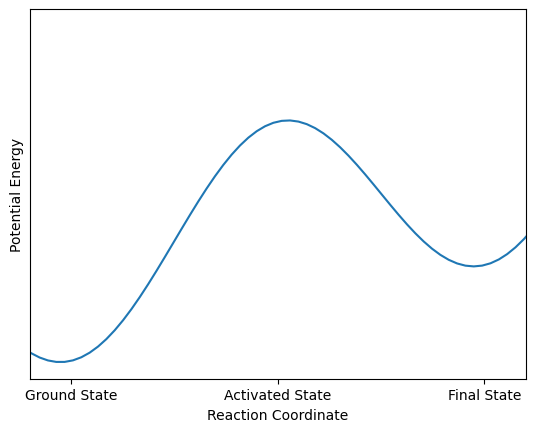 Potential Energy
Ground State Activated State Final State
Reaction Coordinate